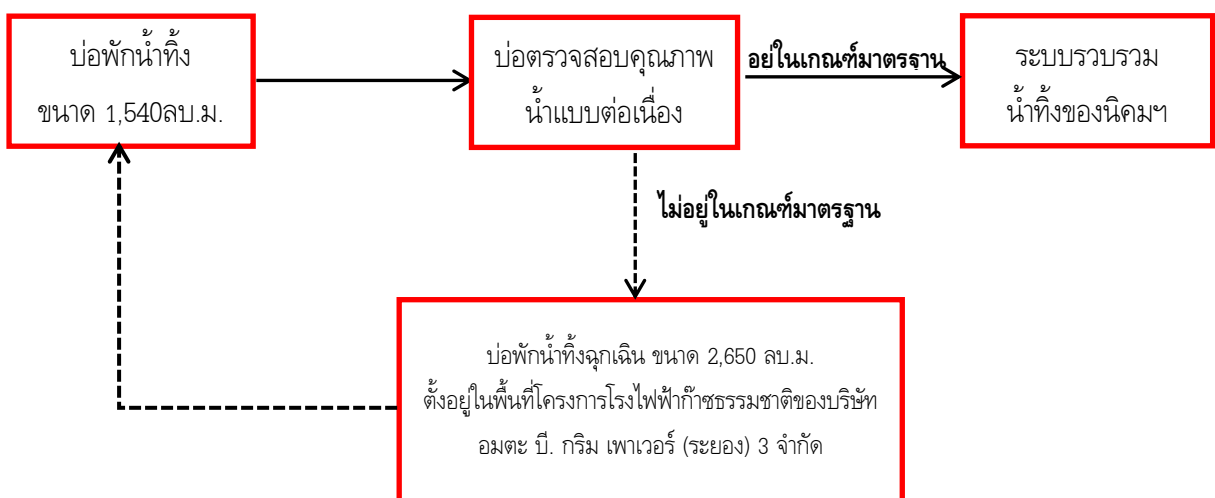 บ่อพักน้ำทิ้ง
ขนาด 1,540ลบ.ม.
บ่อตรวจสอบคุณภาพ
น้ำแบบต่อเนื่อง
อยู่ในเกณฑ์มาตรฐาน
ระบบรวบรวม
น้ำทิ้งของนิคมฯ
ไม่อยู่ในเกณฑ์มาตรฐาน
บ่อพักน้ำทิ้งฉุกเฉิน ขนาด 2,650 ลบ.ม.
ตั้งอยู่ในพื้นที่โครงการโรงไฟฟ้าก๊าซธรรมชาติของบริษัท
อมตะ บี. กริม เพาเวอร์ (ระยอง) 3 จำกัด